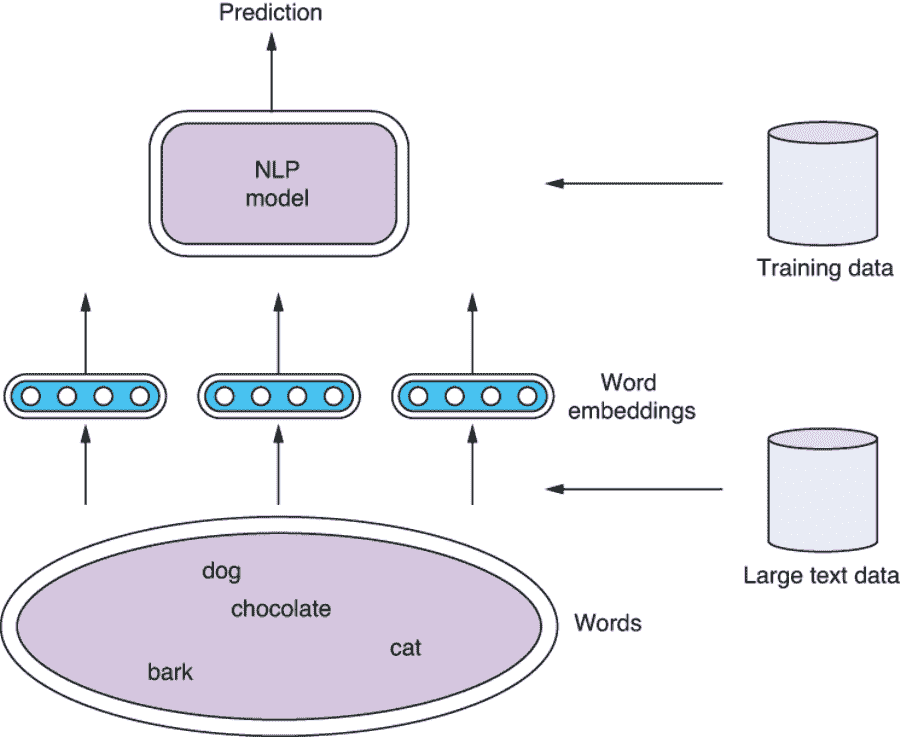 Prediction
NLP
model
Training data
Word
embeddings
Large text data
dog
chocolate
Words
cat
bark